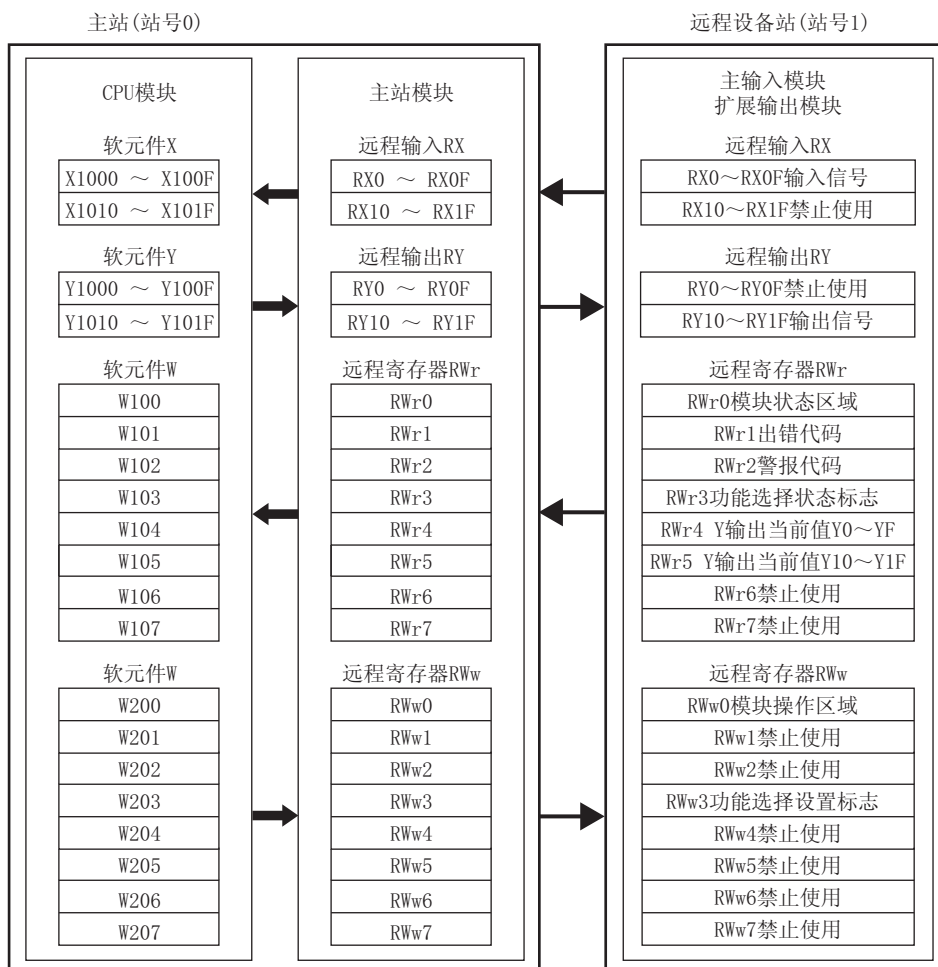 主站(站号0)
远程设备站(站号1)
CPU模块
软元件X
X1000 ～ X100F
X1010 ～ X101F
软元件Y
Y1000 ～ Y100F
Y1010 ～ Y101F
软元件W
W100
W101
W102
W103
W104
W105
W106
W107
软元件W
W200
W201
W202
W203
W204
W205
W206
W207
主站模块
远程输入RX
RX0 ～ RX0F
RX10 ～ RX1F
远程输出RY
RY0 ～ RY0F
RY10 ～ RY1F
远程寄存器RWr
RWr0
RWr1
RWr2
RWr3
RWr4
RWr5
RWr6
RWr7
远程寄存器RWw
RWw0
RWw1
RWw2
RWw3
RWw4
RWw5
RWw6
RWw7
主输入模块
扩展输出模块
远程输入RX
RX0～RX0F输入信号
RX10～RX1F禁止使用
远程输出RY
RY0～RY0F禁止使用
RY10～RY1F输出信号
远程寄存器RWr
RWr0模块状态区域
RWr1出错代码
RWr2警报代码
RWr3功能选择状态标志
RWr4 Y输出当前值Y0～YF
RWr5 Y输出当前值Y10～Y1F
RWr6禁止使用
RWr7禁止使用
远程寄存器RWw
RWw0模块操作区域
RWw1禁止使用
RWw2禁止使用
RWw3功能选择设置标志
RWw4禁止使用
RWw5禁止使用
RWw6禁止使用
RWw7禁止使用